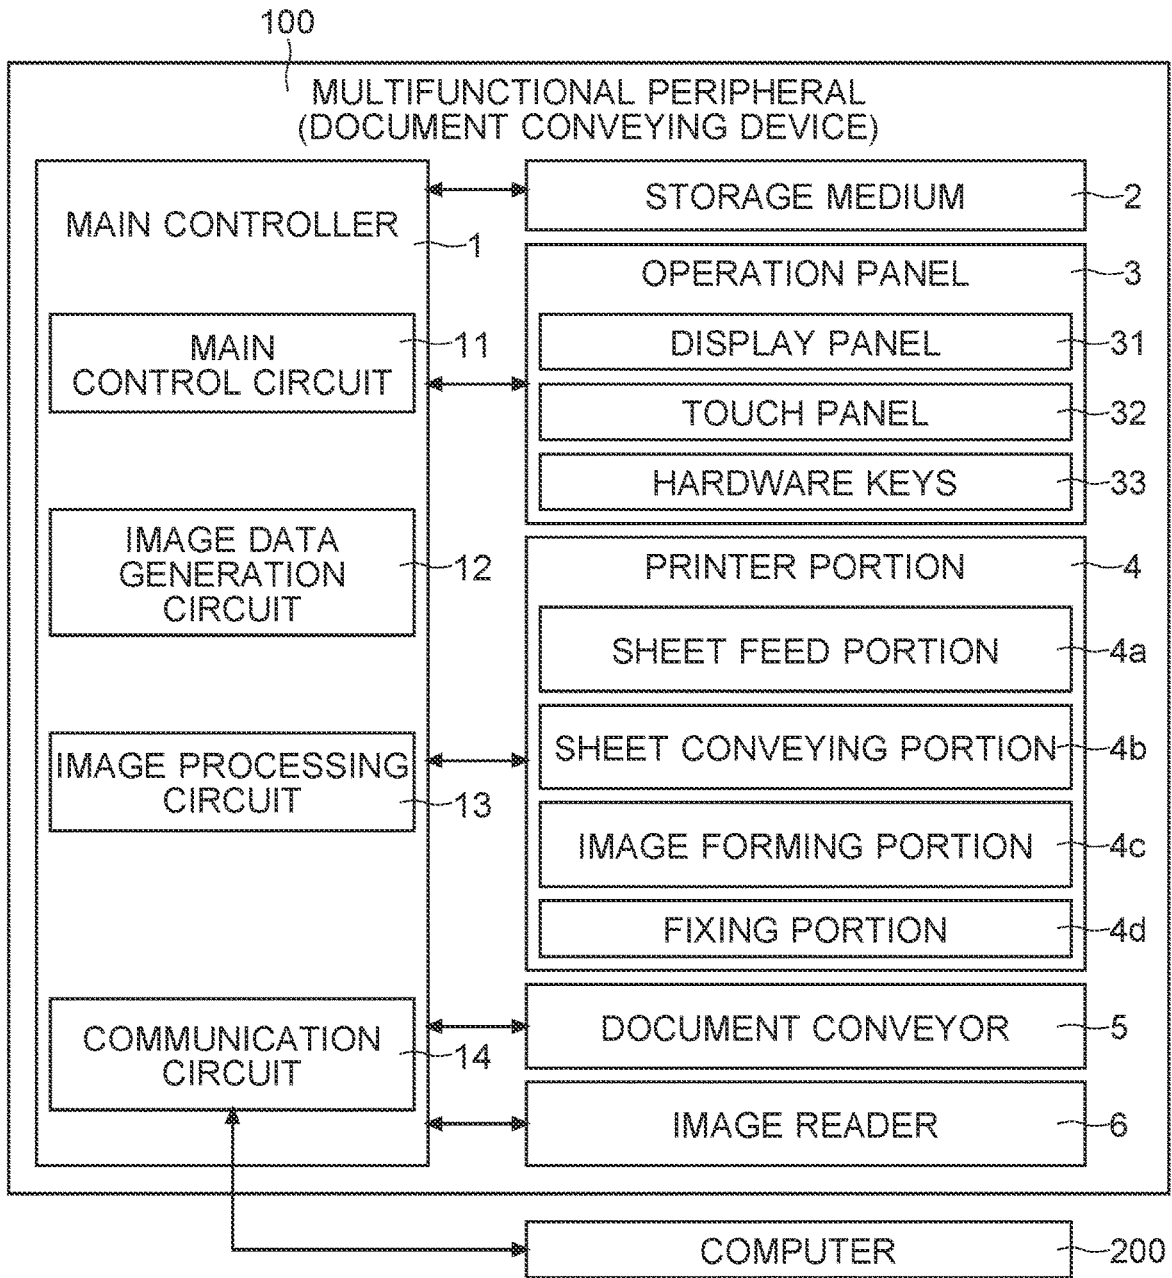 100
MULTIFUNCTIONAL PERIPHERAL
(DOCUMENT CONVEYING DEVICE)
MAIN CONTROLLER
1
MAIN
CONTROL CIRCUIT
11
IMAGE DATA
GENERATION
CIRCUIT
12
IMAGE PROCESSING
CIRCUIT
13
COMMUNICATION
CIRCUIT
14
STORAGE MEDIUM
2
OPERATION PANEL
3
DISPLAY PANEL
31
TOUCH PANEL
32
HARDWARE KEYS
33
PRINTER PORTION
4
SHEET FEED PORTION
4a
SHEET CONVEYING PORTION
4b
IMAGE FORMING PORTION
4c
FIXING PORTION
4d
DOCUMENT CONVEYOR
5
IMAGE READER
6
COMPUTER
200